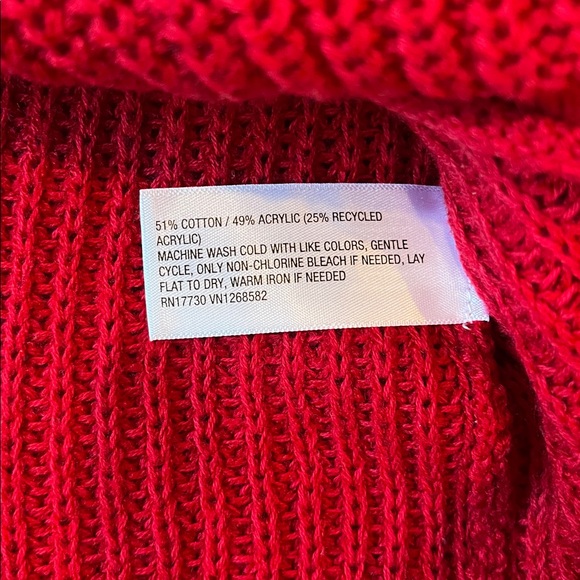 51% COTTON / 49% ACRYLIC (25% RECYCLED
ACRYLIC)
MACHINE WASH COLD WITH LIKE COLORS, GENTLE
CYCLE, ONLY NON-CHLORINE BLEACH IF NEEDED, LAY
FLAT TO DRY, WARM IRON IF NEEDED
RN17730 VN1268582